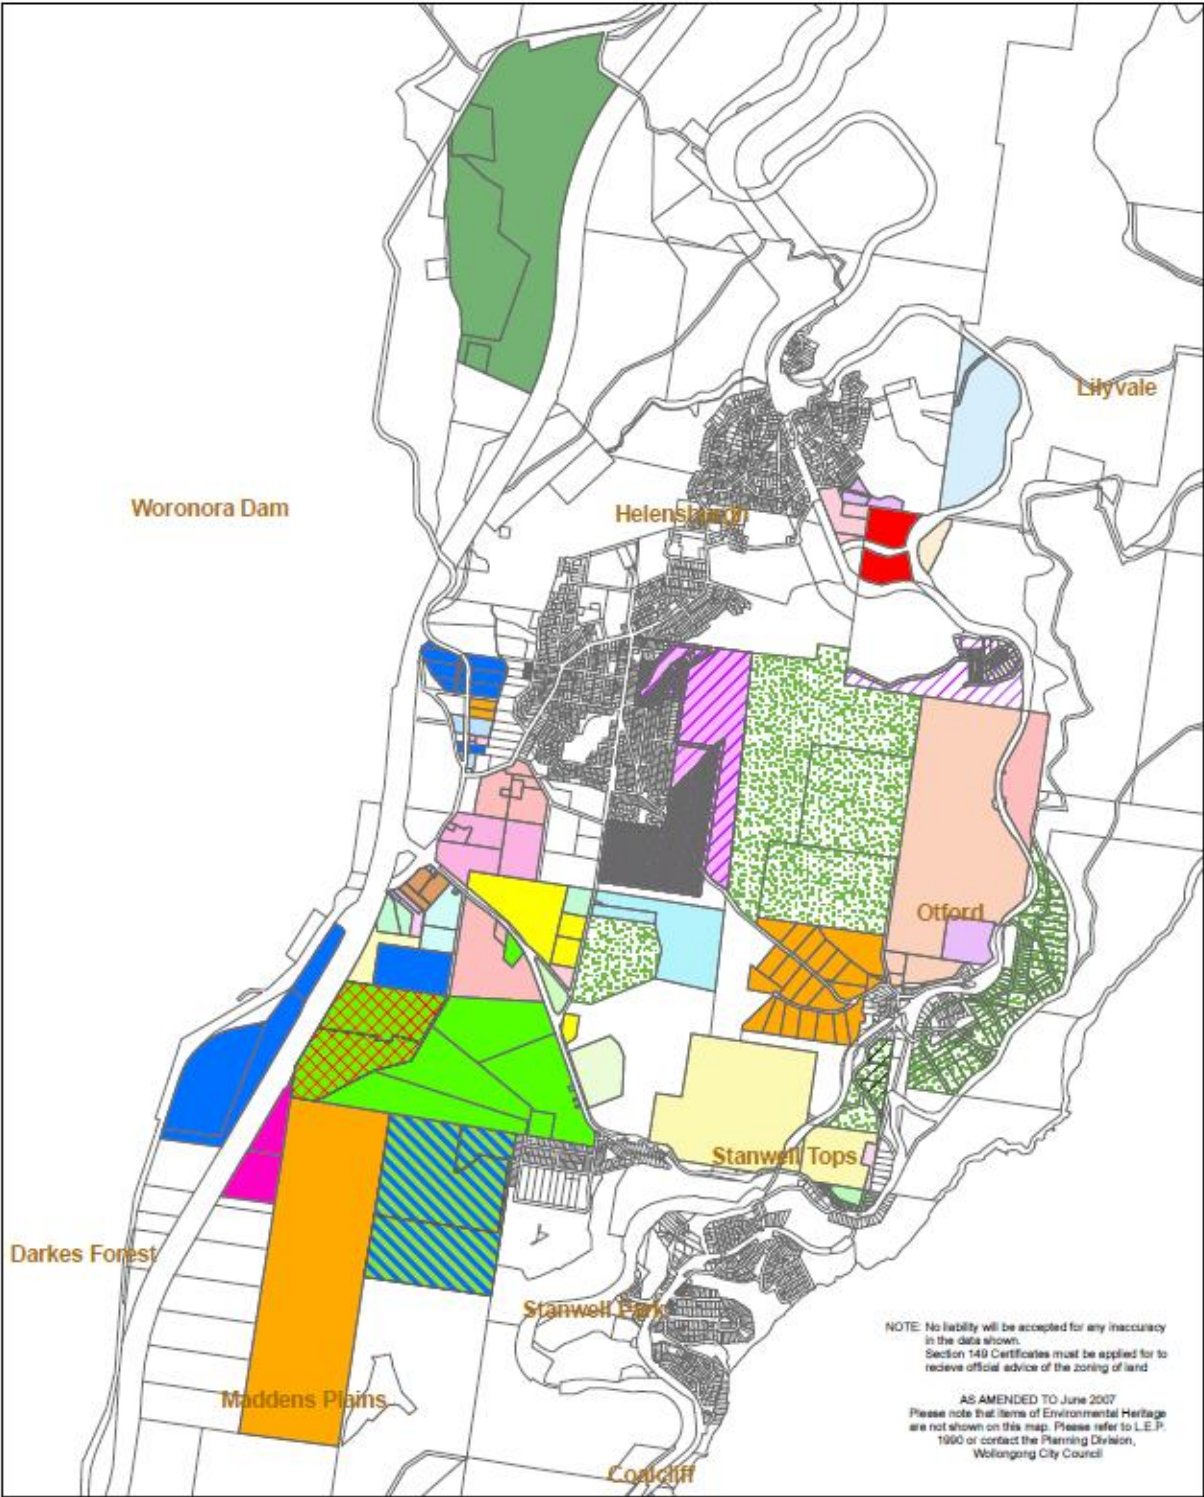 Lilyvale
Woronora Dam
Helensburgh
Otford
Stanwell Tops
Darkes Forest
Stanwell Park
NOTE: No liability will be accepted for any inaccuracy
in the data shown.
Section 149 Certificates must be applied for to
recieve official advice of the zoning of land
Maddens Plains
AS AMENDED TO June 2007
Please note that items of Environmental Heritage
are not shown on this map. Please refer to L.E.P.
1990 or contact the Planning Division,
Wollongong City Council
Coalcliff